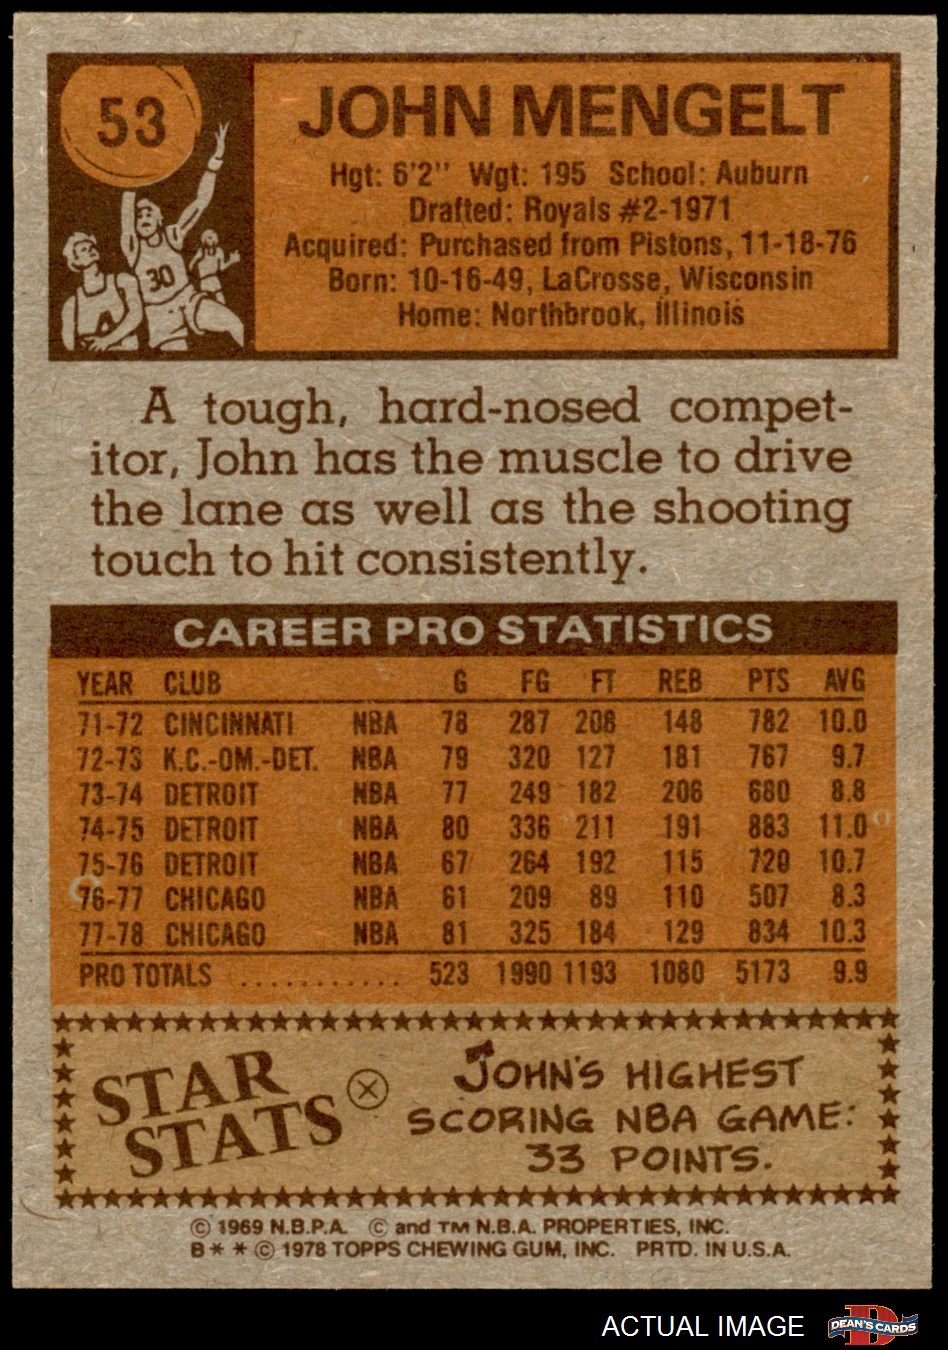 53
JOHN MENGELT
Hgt: 6'2" Wgt: 195 School: Auburn
Drafted: Royals #2-1971
Acquired: Purchased from Pistons, 11-18-76
Born: 10-16-49, LaCrosse, Wisconsin
Home: Northbrook, Illinois
30
4
A tough, hard-nosed compet-
itor, John has the muscle to drive
the lane as well as the shooting
touch to hit consistently.
CAREER PRO STATISTICS
YEAR CLUB G FG FT REB PTS AVG
71-72 CINCINNATI NBA 78 287 208 148 782 10.0
72-73 K.C.-OM.-DET. NBA 79 320 127 181 767 9.7
73-74 DETROIT NBA 77 249 182 206 680 8.8
74-75 DETROIT NBA 80 336 211 191 883 11.0
75-76 DETROIT NBA 67 264 192 115 720 10.7
76-77 CHICAGO NBA 61 209 89 110 507 8.3
77-78 CHICAGO NBA 81 325 184 129 834 10.3
PRO TOTALS ........... 523 1990 1193 1080 5173 9.9
STAR
STATS
JOHN'S HIGHEST
SCORING NBA GAME:
33 POINTS.
© 1969 N.B.P.A. © and TM N.B.A. PROPERTIES, INC.
B * * © 1978 TOPPS CHEWING GUM, INC. PRTD. IN U.S.A.
ACTUAL IMAGE
DEAN'S CARDS